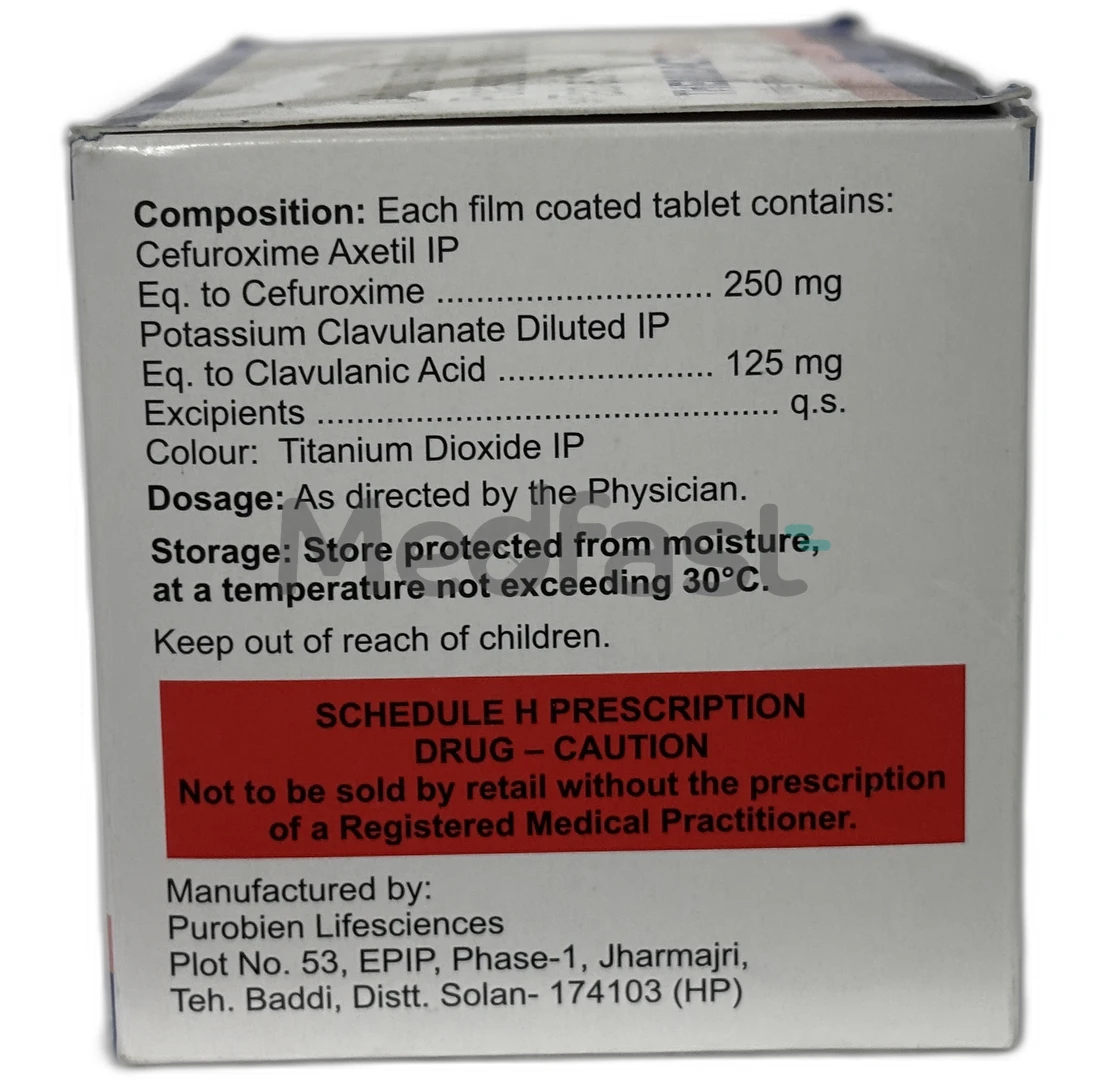 Composition: Each film coated tablet contains:
Cefuroxime Axetil IP
Eq. to Cefuroxime ............................ 250 mg
Potassium Clavulanate Diluted IP
Eq. to Clavulanic Acid ...................... 125 mg
Excipients ............................................... q.s.
Colour: Titanium Dioxide IP
Dosage: As directed by the Physician.
Medfast
Storage: Store protected from moisture,
at a temperature not exceeding 30°C.
Keep out of reach of children.
SCHEDULE H PRESCRIPTION
DRUG – CAUTION
Not to be sold by retail without the prescription
of a Registered Medical Practitioner.
Manufactured by:
Purobien Lifesciences
Plot No. 53, EPIP, Phase-1, Jharmajri,
Teh. Baddi, Distt. Solan- 174103 (HP)